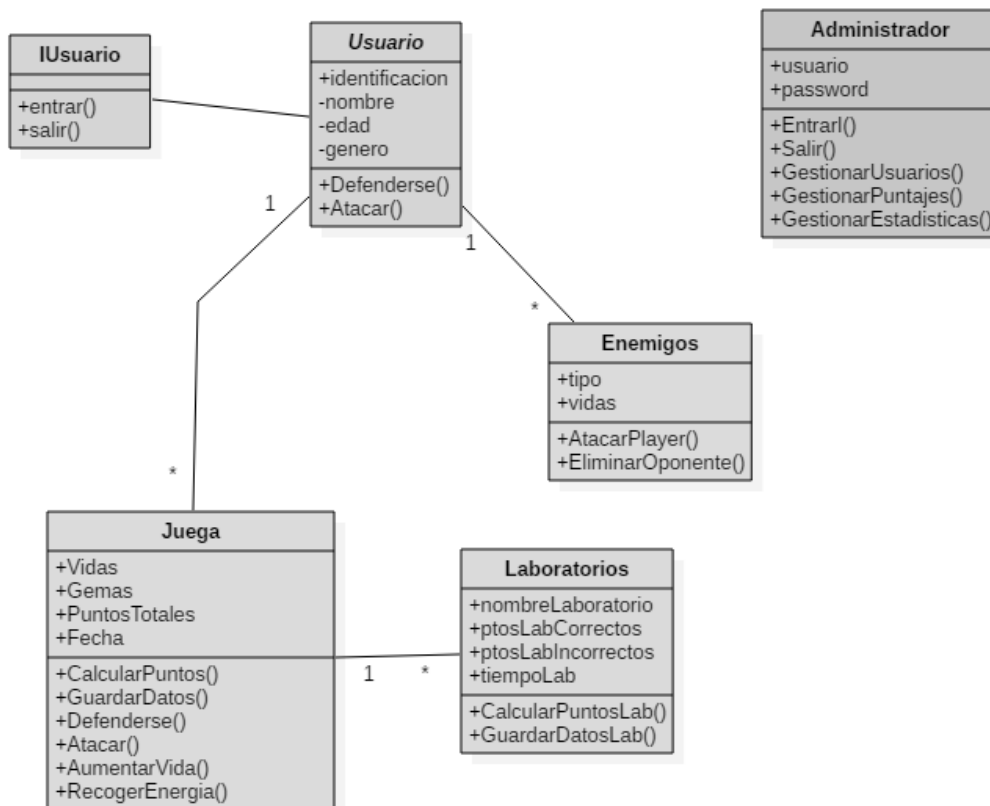 IUsuario
+entrar()
+salir()
Usuario
+identificacion
-nombre
-edad
-genero
+Defenderse()
+Atacar()
Administrador
+usuario
+password
+Entrarl()
+Salir()
+GestionarUsuarios()
+GestionarPuntajes()
+GestionarEstadisticas()
1
*
1
*
Enemigos
+tipo
+vidas
+AtacarPlayer()
+EliminarOponente()
Juega
+Vidas
+Gemas
+PuntosTotales
+Fecha
+CalcularPuntos()
+GuardarDatos()
+Defenderse()
+Atacar()
+AumentarVida()
+RecogerEnergia()
1
*
Laboratorios
+nombreLaboratorio
+ptosLabCorrectos
+ptosLabIncorrectos
+tiempoLab
+CalcularPuntosLab()
+GuardarDatosLab()